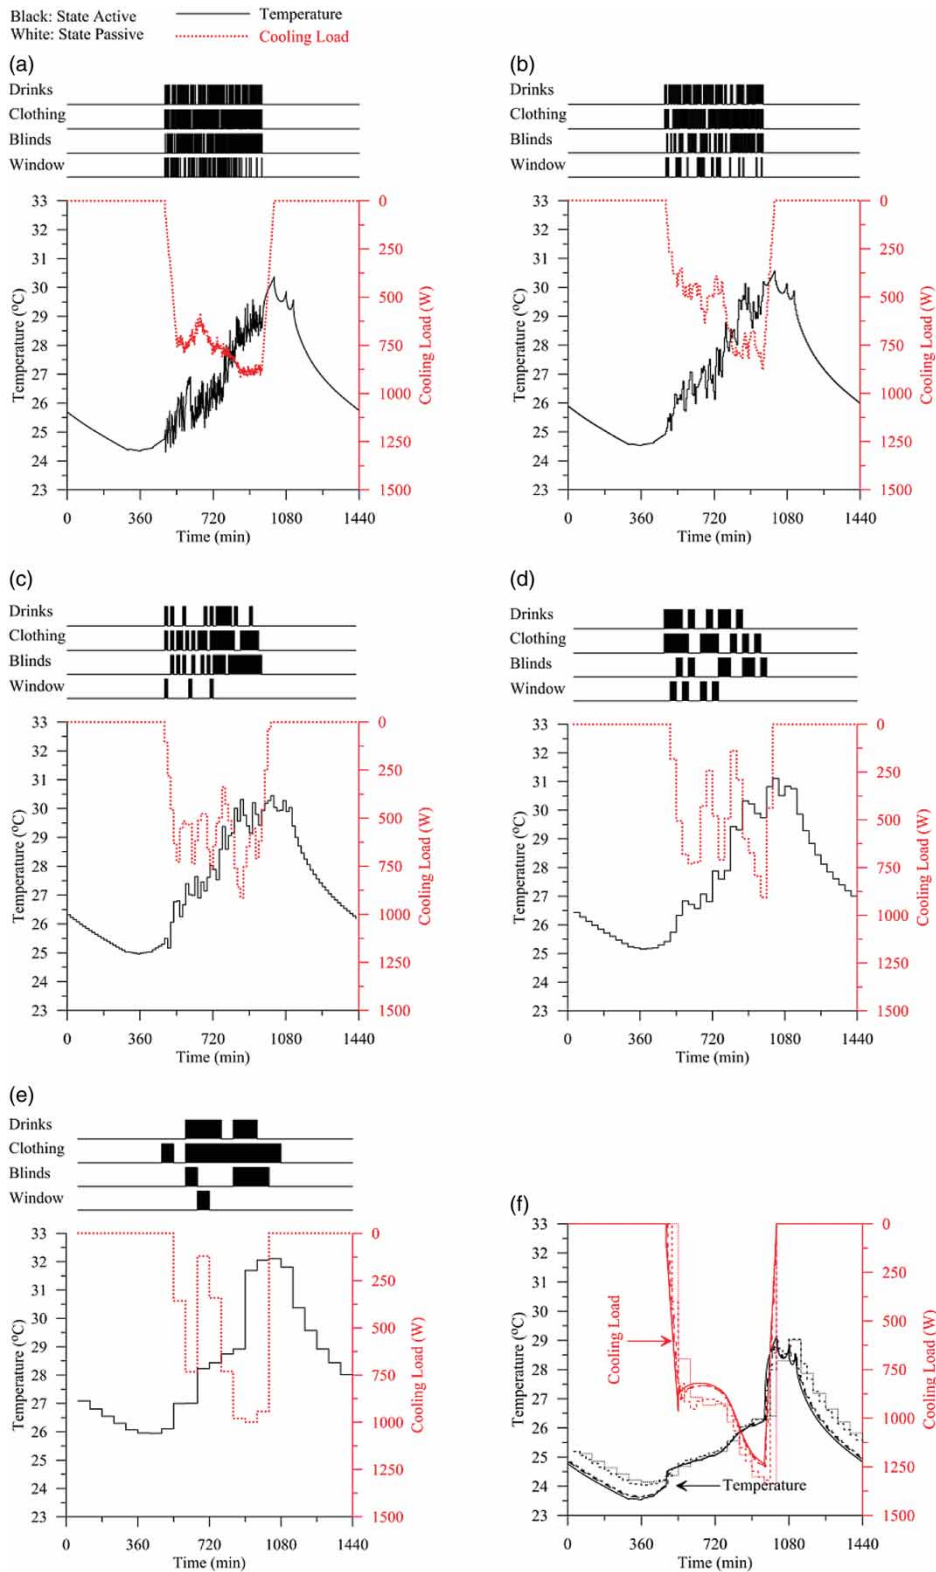 Black: State Active
White: State Passive
Temperature
Cooling Load
(a)
Drinks
Clothing
Blinds
Window
33
32
31
30
29
28
27
26
25
24
23
Temperature (°C)
0
250
500
750
1000
1250
1500
Cooling Load (W)
0 360 720 1080 1440
Time (min)
(b)
Drinks
Clothing
Blinds
Window
33
32
31
30
29
28
27
26
25
24
23
Temperature (°C)
0
250
500
750
1000
1250
1500
Cooling Load (W)
0 360 720 1080 1440
Time (min)
(c)
Drinks
Clothing
Blinds
Window
33
32
31
30
29
28
27
26
25
24
23
Temperature (°C)
0
250
500
750
1000
1250
1500
Cooling Load (W)
0 360 720 1080 1440
Time (min)
(d)
Drinks
Clothing
Blinds
Window
33
32
31
30
29
28
27
26
25
24
23
Temperature (°C)
0
250
500
750
1000
1250
1500
Cooling Load (W)
0 360 720 1080 1440
Time (min)
(e)
Drinks
Clothing
Blinds
Window
33
32
31
30
29
28
27
26
25
24
23
Temperature (°C)
0
250
500
750
1000
1250
1500
Cooling Load (W)
0 360 720 1080 1440
Time (min)
(f)
33
32
31
30
29
28
27
26
25
24
23
Temperature (°C)
Cooling Load
Temperature
0
250
500
750
1000
1250
1500
Cooling Load (W)
0 360 720 1080 1440
Time (min)